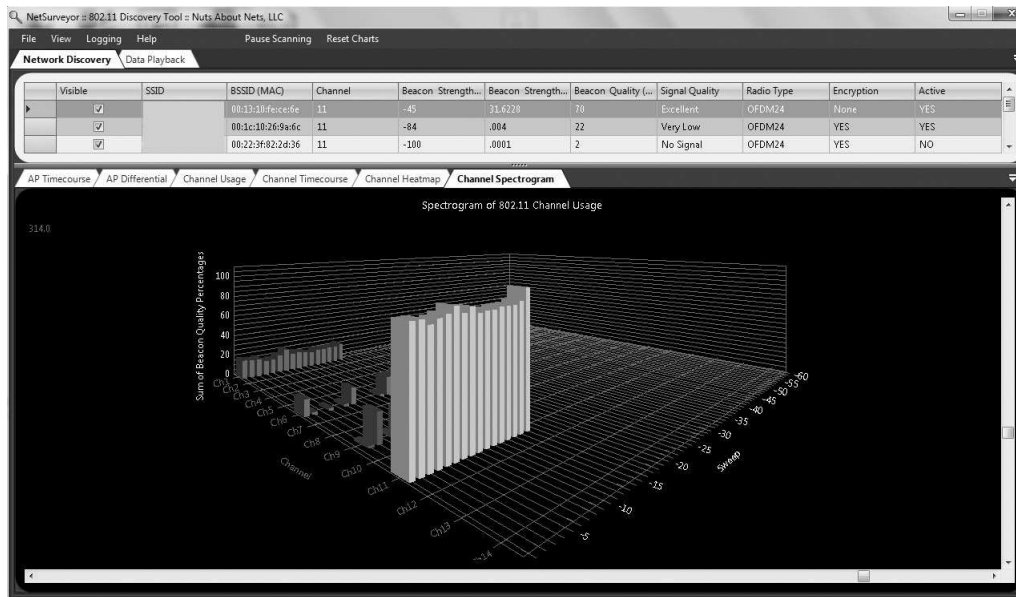 NetSurveyor :: 802.11 Discovery Tool :: Nuts About Nets, LLC
File View Logging Help Pause Scanning Reset Charts
Network Discovery Data Playback
Visible SSID BSSID (MAC) Channel Beacon Strength... Beacon Strength... Beacon Quality (... Signal Quality Radio Type Encryption Active
00:13:10:fe:ce:6e 11 -45 31.6228 70 Excellent OFDM24 None YES
00:1c:10:26:9a:6c 11 -84 .004 22 Very Low OFDM24 YES YES
00:22:3f:82:2d:36 11 -100 .0001 2 No Signal OFDM24 YES NO
AP Timecourse AP Differential Channel Usage Channel Timecourse Channel Heatmap Channel Spectrogram
Spectrogram of 802.11 Channel Usage
314.0
Sum of Beacon Quality Percentages
100
80
60
40
20
0
Ch1
Ch2
Ch3
Ch4
Ch5
Ch6
Ch7
Ch8
Ch9
Ch10
Ch11
Ch12
Ch13
Channel
-5
-10
-15
-20
-25
-30
-35
-40
-45
-50
-55
-60
Sweep